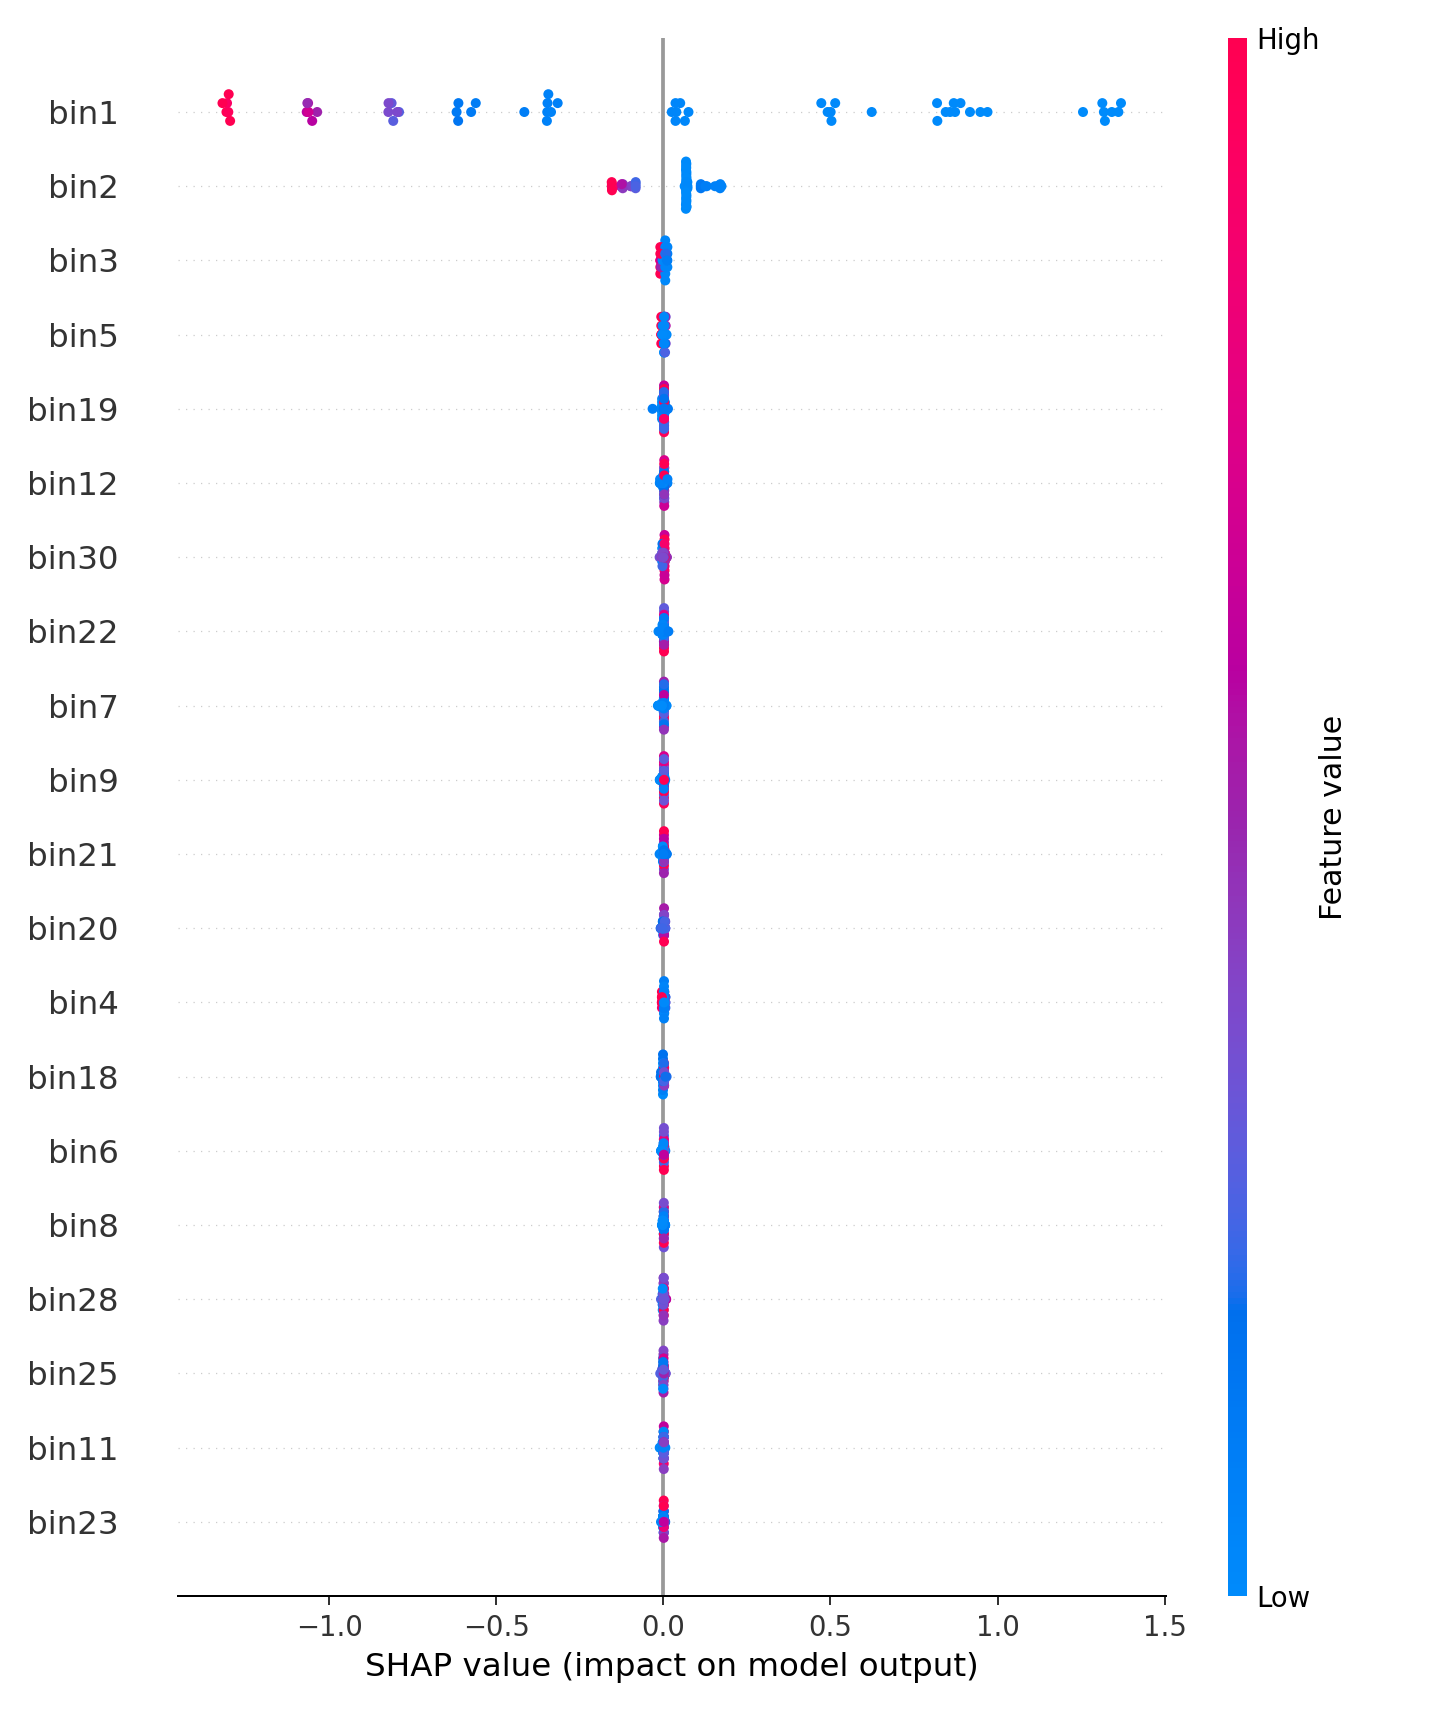 High
bin1
bin2
bin3
bin5
bin19
bin12
bin30
bin22
bin7
bin9
bin21
bin20
bin4
bin18
bin6
bin8
bin28
bin25
bin11
bin23
Feature value
Low
−1.0 −0.5 0.0 0.5 1.0 1.5
SHAP value (impact on model output)